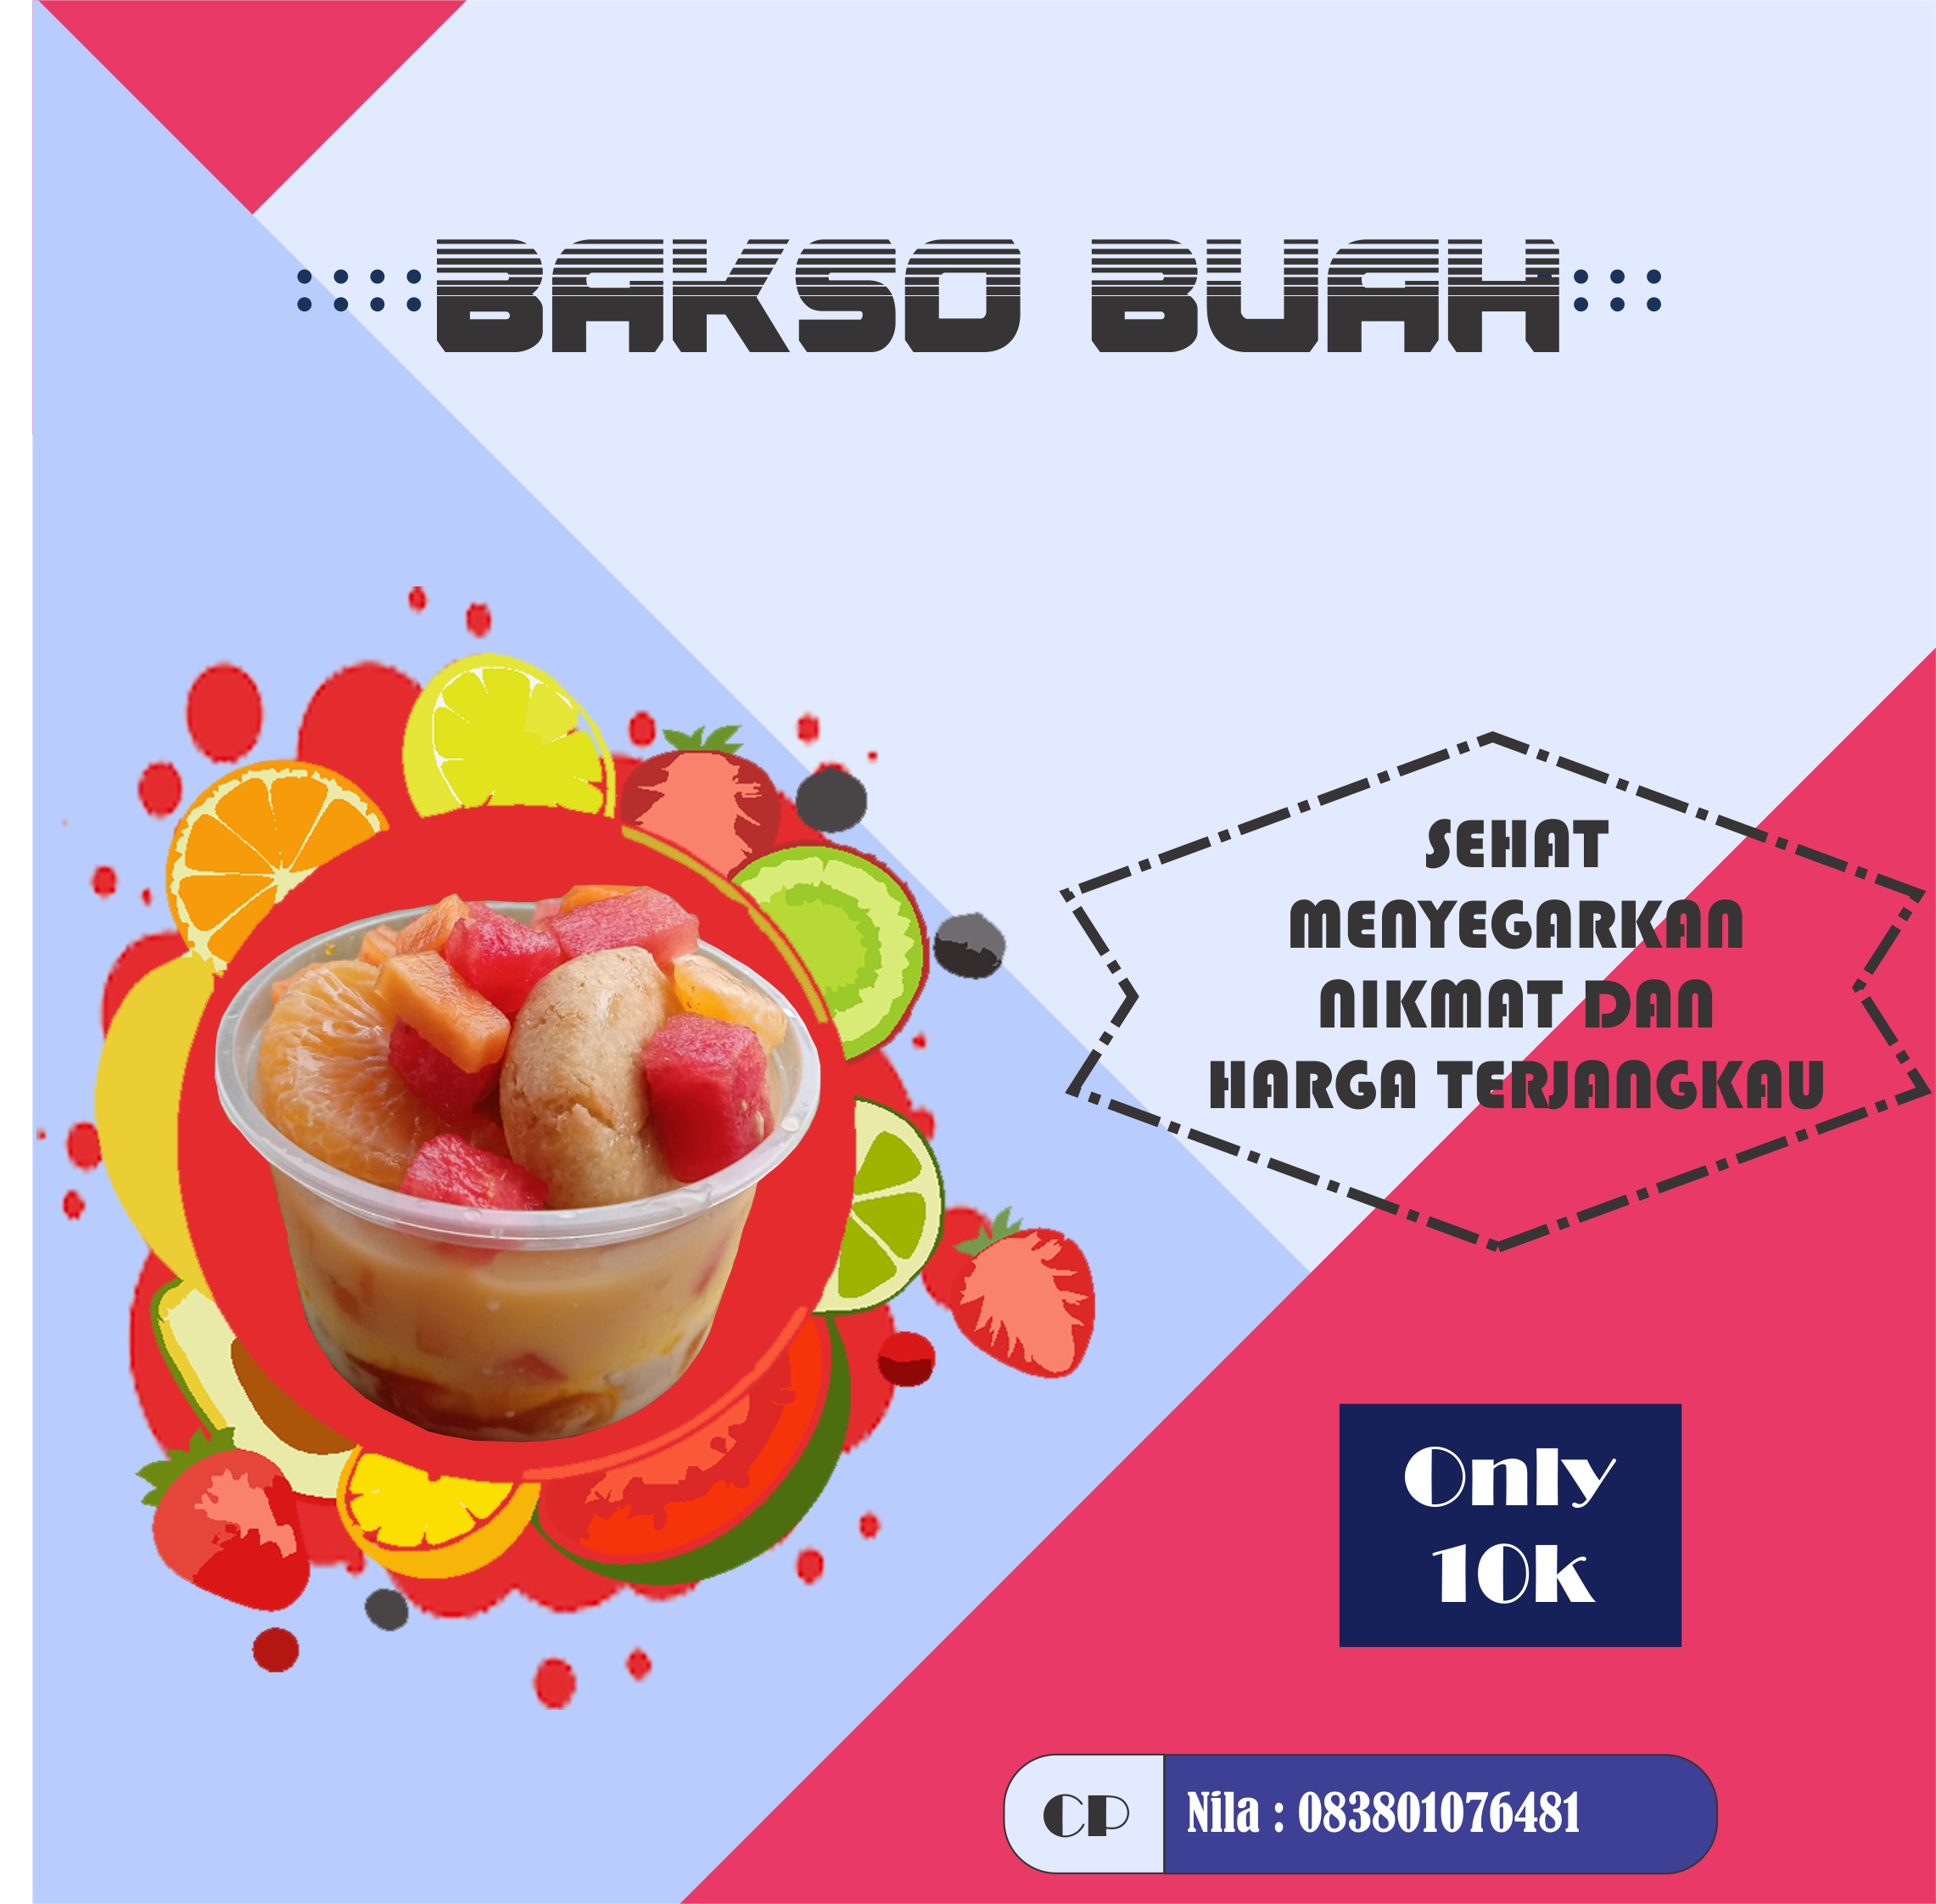 BAKSO BUAH
SEHAT
MENYEGARKAN
NIKMAT DAN
HARGA TERJANGKAU
Only
10k
CP Nila : 083801076481